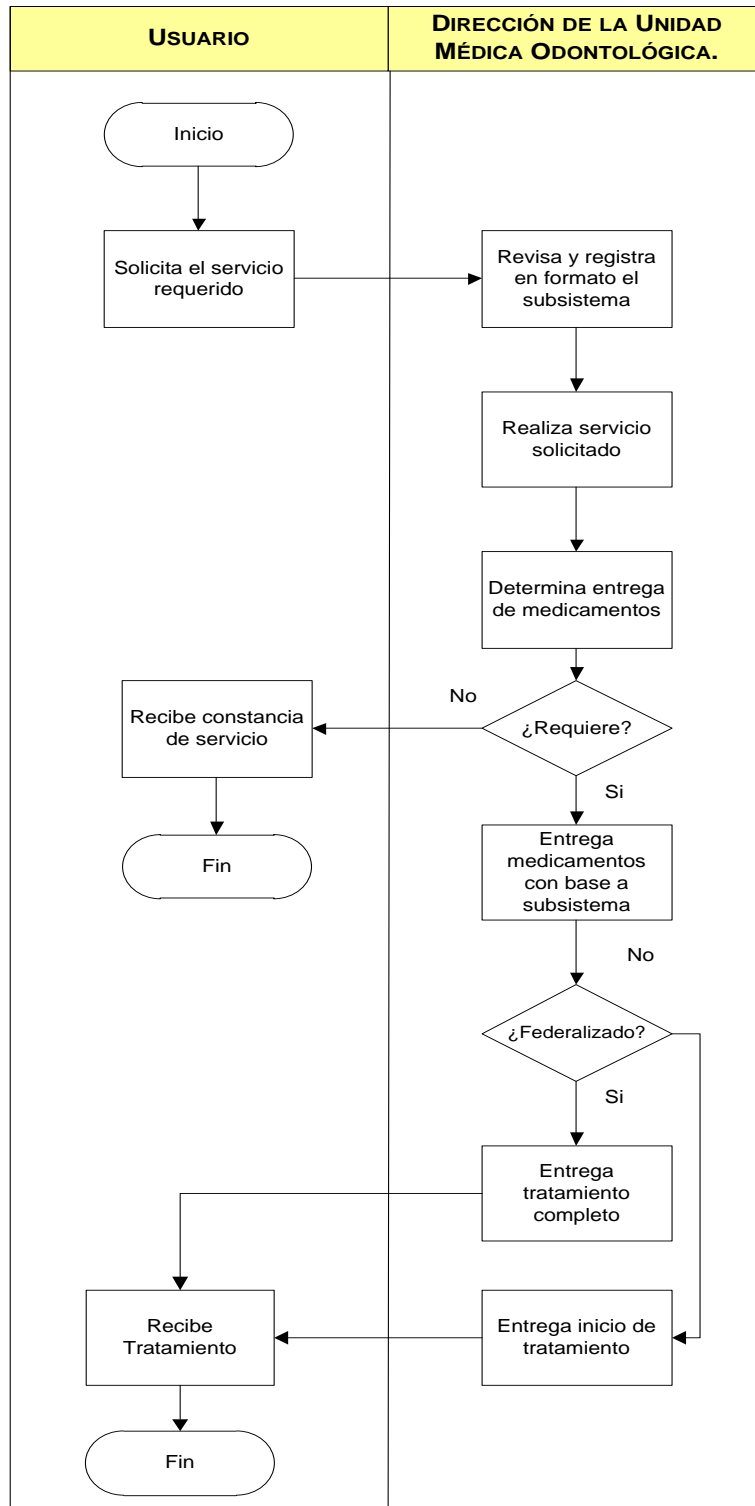 USUARIO
DIRECCIÓN DE LA UNIDAD
MÉDICA ODONTOLÓGICA.
Inicio
Solicita el servicio
requerido
Revisa y registra
en formato el
subsistema
Realiza servicio
solicitado
Determina entrega
de medicamentos
No
¿Requiere?
Recibe constancia
de servicio
Si
Fin
Entrega
medicamentos
con base a
subsistema
No
¿Federalizado?
Si
Entrega
tratamiento
completo
Recibe
Tratamiento
Entrega inicio de
tratamiento
Fin